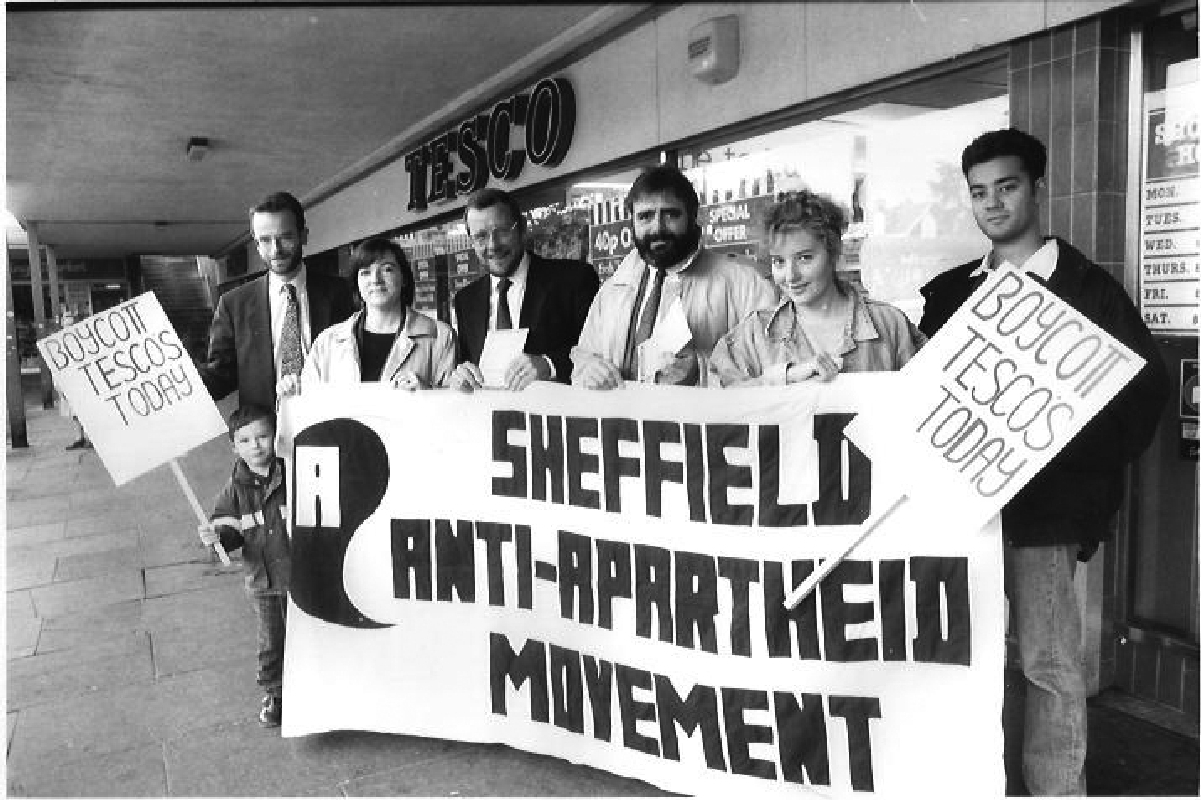 TESCO
40p O
SPECIAL
OFFER
MON.
TUES.
WED.
THURS.
FRI.
SAT.
BOYCOTT
TESCOS
TODAY
BOYCOTT
TESCO'S
TODAY
A
SHEFFIELD
ANTI-APARTHEID
MOVEMENT